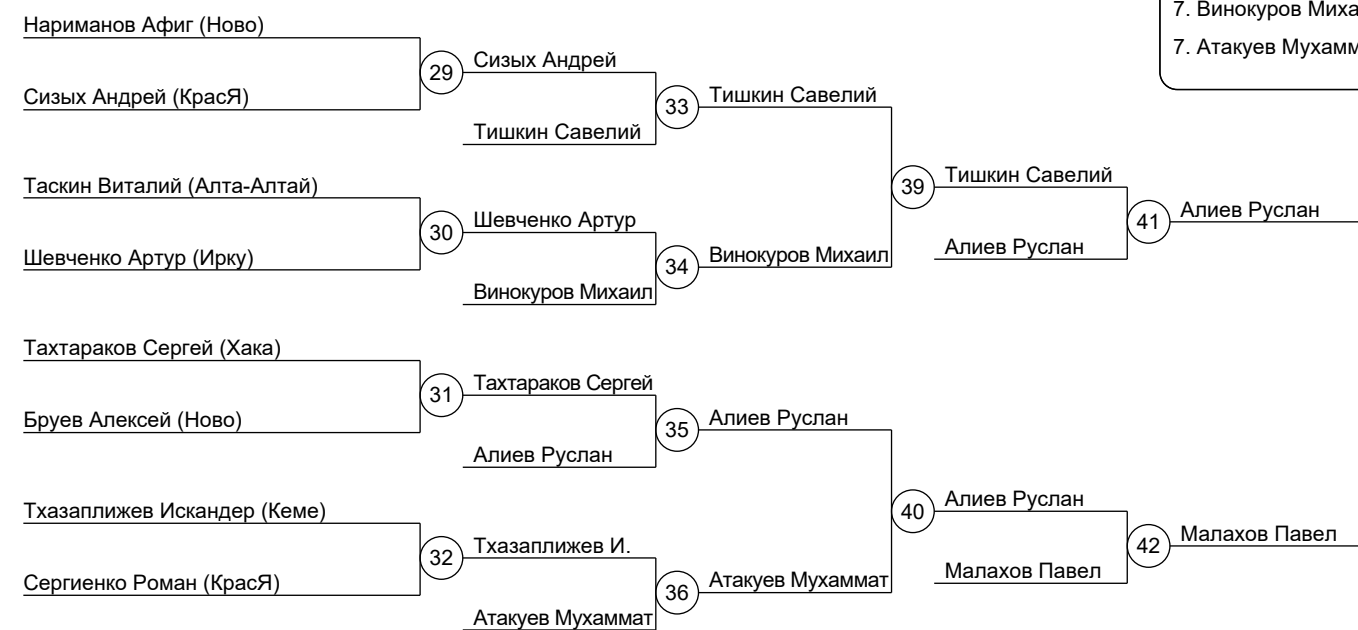 7. Винокуров Миха
7. Атакуев Мухамм
Нариманов Афиг (Ново)
29
Сизых Андрей
Сизых Андрей (КрасЯ)
33
Тишкин Савелий
Тишкин Савелий
Таскин Виталий (Алта-Алтай)
39
Тишкин Савелий
30
Шевченко Артур
41
Алиев Руслан
Шевченко Артур (Ирку)
34
Винокуров Михаил
Алиев Руслан
Винокуров Михаил
Тахтараков Сергей (Хака)
31
Тахтараков Сергей
Бруев Алексей (Ново)
35
Алиев Руслан
Алиев Руслан
Тхазаплижев Искандер (Кеме)
40
Алиев Руслан
32
Тхазаплижев И.
42
Малахов Павел
Сергиенко Роман (КрасЯ)
36
Атакуев Мухаммат
Малахов Павел
Атакуев Мухаммат